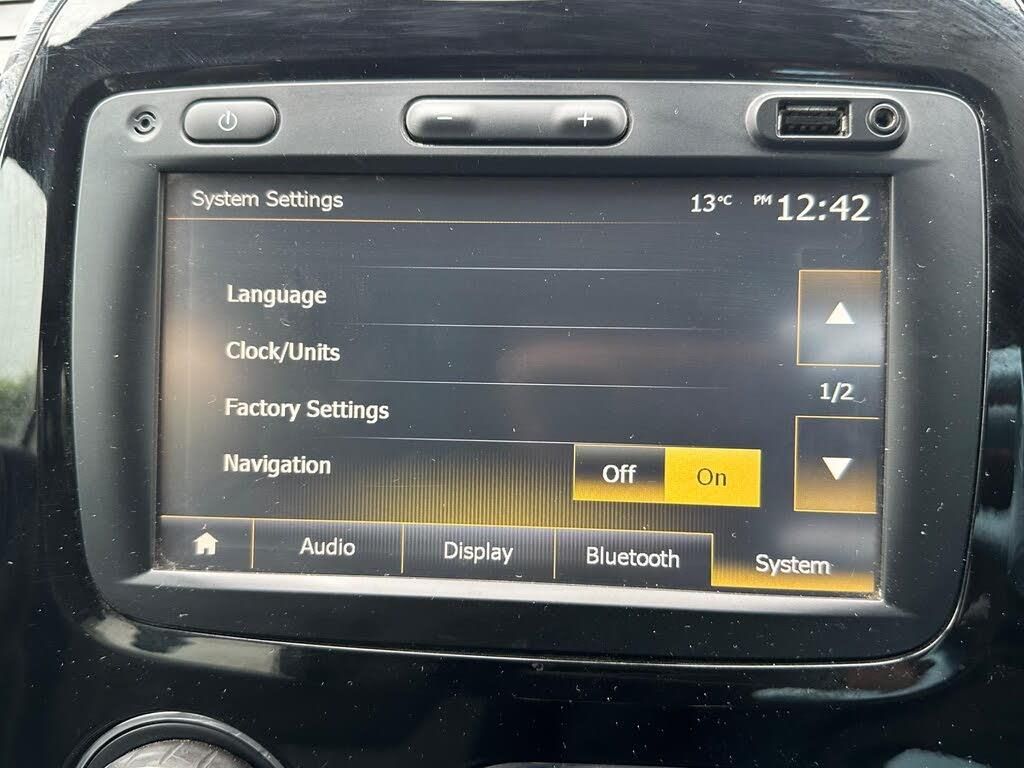 − +
System Settings 13°C PM 12:42
Language
Clock/Units
1/2
Factory Settings
Navigation Off On
Audio Display Bluetooth System